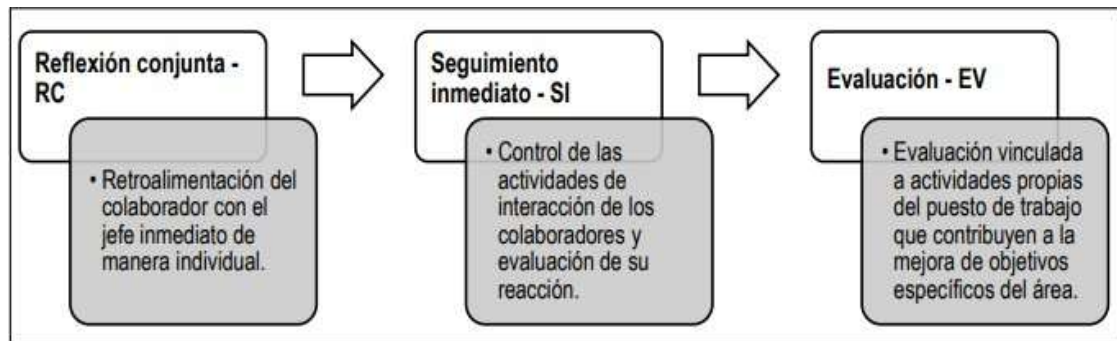 Reflexión conjunta -
RC
• Retroalimentación del
colaborador con el
jefe inmediato de
manera individual.
Seguimiento
inmediato - SI
• Control de las
actividades de
interacción de los
colaboradores y
evaluación de su
reacción.
Evaluación - EV
• Evaluación vinculada
a actividades propias
del puesto de trabajo
que contribuyen a la
mejora de objetivos
específicos del área.